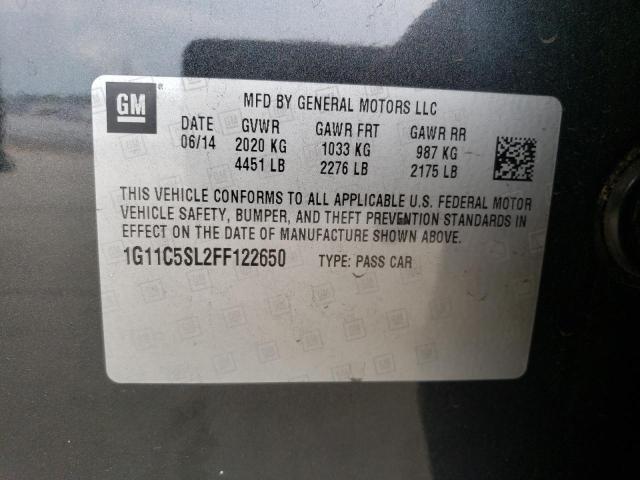 GM
MFD BY GENERAL MOTORS LLC
DATE GVWR GAWR FRT GAWR RR
06/14 2020 KG 1033 KG 987 KG
4451 LB 2276 LB 2175 LB
THIS VEHICLE CONFORMS TO ALL APPLICABLE U.S. FEDERAL MOTOR
VEHICLE SAFETY, BUMPER, AND THEFT PREVENTION STANDARDS IN
EFFECT ON THE DATE OF MANUFACTURE SHOWN ABOVE.
1G11C5SL2FF122650 TYPE: PASS CAR